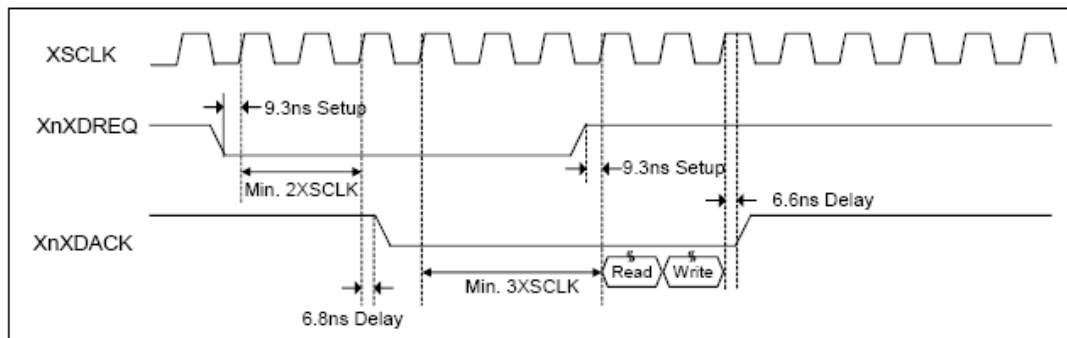 XSCLK
9.3ns Setup
XnXDREQ
9.3ns Setup
Min. 2XSCLK
6.6ns Delay
XnXDACK
Read
Write
Min. 3XSCLK
6.8ns Delay